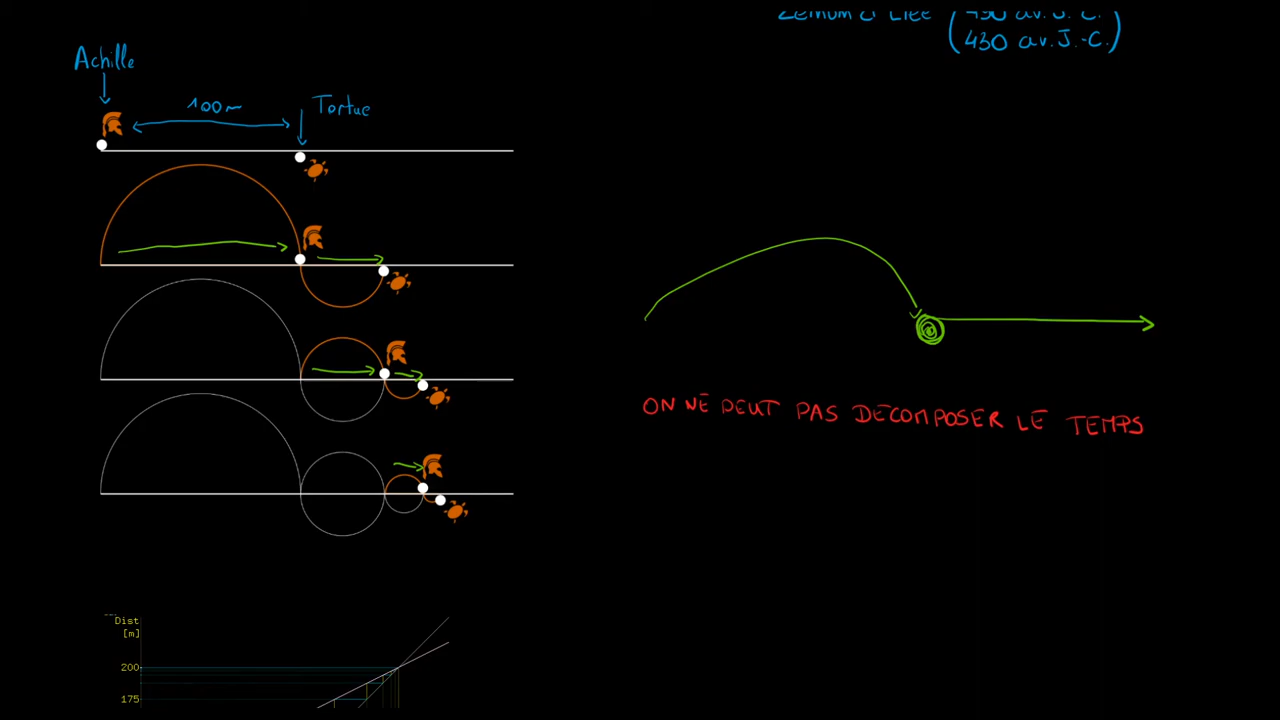 (430 av. J.-C.)
Achille
100m
Tortue
ON NE PEUT PAS DECOMPOSER LE TEMPS
Dist
[m]
200
175